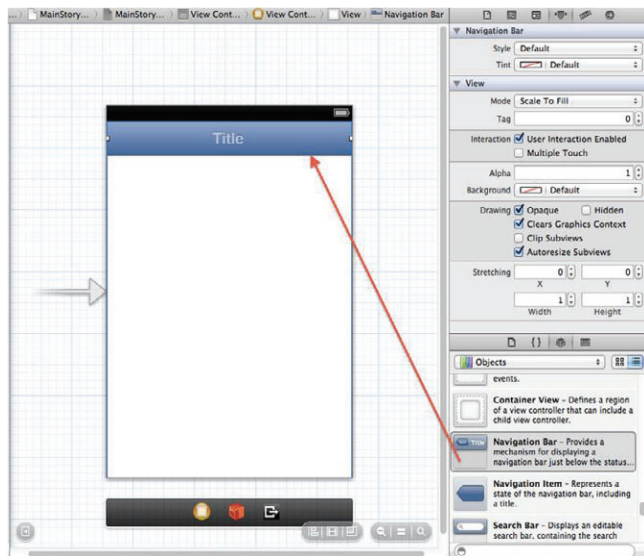 ... 〉 MainStory... 〉 MainStory... 〉 View Cont... 〉 View Cont... 〉 View 〉 Navigation Bar
Navigation Bar
Style Default
Tint Default
View
Mode Scale To Fill
Tag 0
Interaction User Interaction Enabled
Multiple Touch
Alpha 1
Background Default
Drawing Opaque Hidden
Clears Graphics Context
Clip Subviews
Autoresize Subviews
Stretching 0 0
X Y
1 1
Width Height
Title
{ }
Objects
events.
Container View – Defines a region
of a view controller that can include a
child view controller.
Title
Navigation Bar – Provides a
mechanism for displaying a
navigation bar just below the status...
Navigation Item – Represents a
state of the navigation bar, including
a title.
Search Bar – Displays an editable
search bar, containing the search